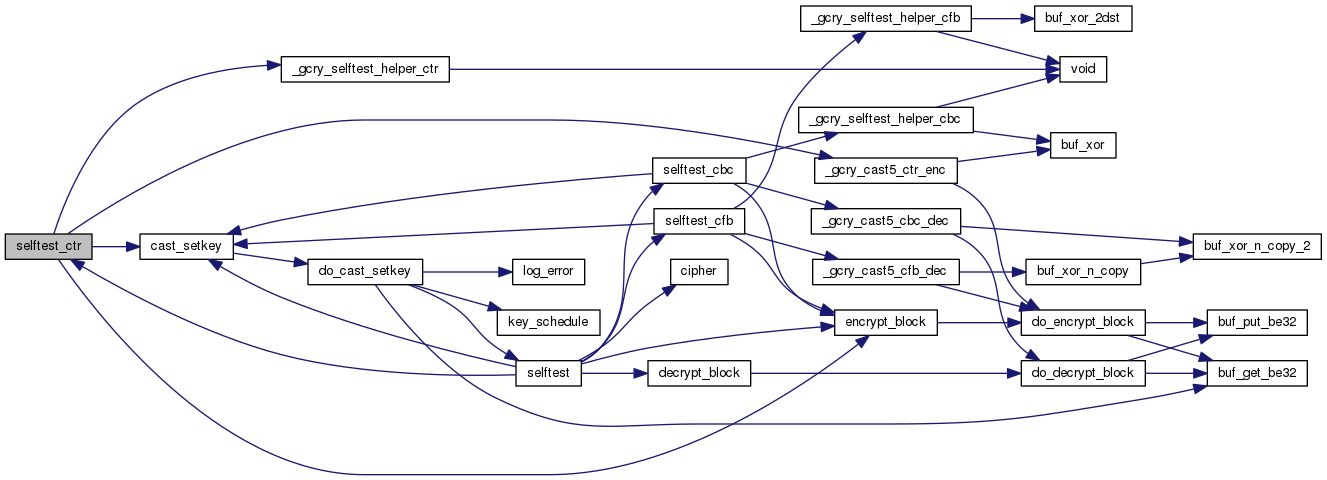 _gcry_selftest_helper_cfb
buf_xor_2dst
_gcry_selftest_helper_ctr
void
_gcry_selftest_helper_cbc
buf_xor
selftest_cbc
_gcry_cast5_ctr_enc
selftest_cfb
_gcry_cast5_cbc_dec
selftest_ctr
cast_setkey
buf_xor_n_copy_2
do_cast_setkey
log_error
cipher
_gcry_cast5_cfb_dec
buf_xor_n_copy
key_schedule
encrypt_block
do_encrypt_block
buf_put_be32
selftest
decrypt_block
do_decrypt_block
buf_get_be32